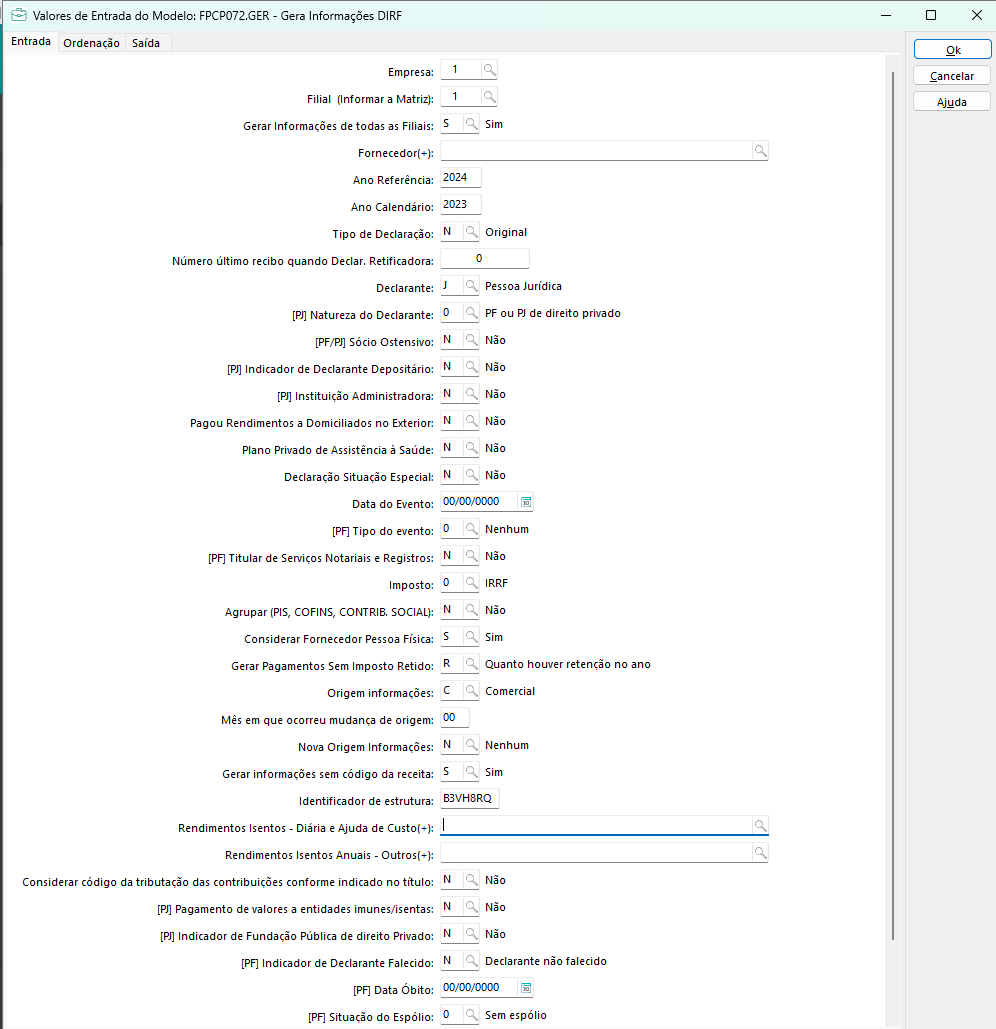 Valores de Entrada do Modelo: FPCP072.GER - Gera Informações DIRF
Entrada Ordenação Saída
Ok
Cancelar
Ajuda
Empresa: 1
Filial (Informar a Matriz): 1
Gerar Informações de todas as Filiais: S Sim
Fornecedor(+):
Ano Referência: 2024
Ano Calendário: 2023
Tipo de Declaração: N Original
Número último recibo quando Declar. Retificadora: 0
Declarante: J Pessoa Jurídica
[PJ] Natureza do Declarante: 0 PF ou PJ de direito privado
[PF/PJ] Sócio Ostensivo: N Não
[PJ] Indicador de Declarante Depositário: N Não
[PJ] Instituição Administradora: N Não
Pagou Rendimentos a Domiciliados no Exterior: N Não
Plano Privado de Assistência à Saúde: N Não
Declaração Situação Especial: N Não
Data do Evento: 00/00/0000
[PF] Tipo do evento: 0 Nenhum
[PF] Titular de Serviços Notariais e Registros: N Não
Imposto: 0 IRRF
Agrupar (PIS, COFINS, CONTRIB. SOCIAL): N Não
Considerar Fornecedor Pessoa Física: S Sim
Gerar Pagamentos Sem Imposto Retido: R Quanto houver retenção no ano
Origem informações: C Comercial
Mês em que ocorreu mudança de origem: 00
Nova Origem Informações: N Nenhum
Gerar informações sem código da receita: S Sim
Identificador de estrutura: B3VH8RQ
Rendimentos Isentos - Diária e Ajuda de Custo(+):
Rendimentos Isentos Anuais - Outros(+):
Considerar código da tributação das contribuições conforme indicado no título: N Não
[PJ] Pagamento de valores a entidades imunes/isentas: N Não
[PJ] Indicador de Fundação Pública de direito Privado: N Não
[PF] Indicador de Declarante Falecido: N Declarante não falecido
[PF] Data Óbito: 00/00/0000
[PF] Situação do Espólio: 0 Sem espólio